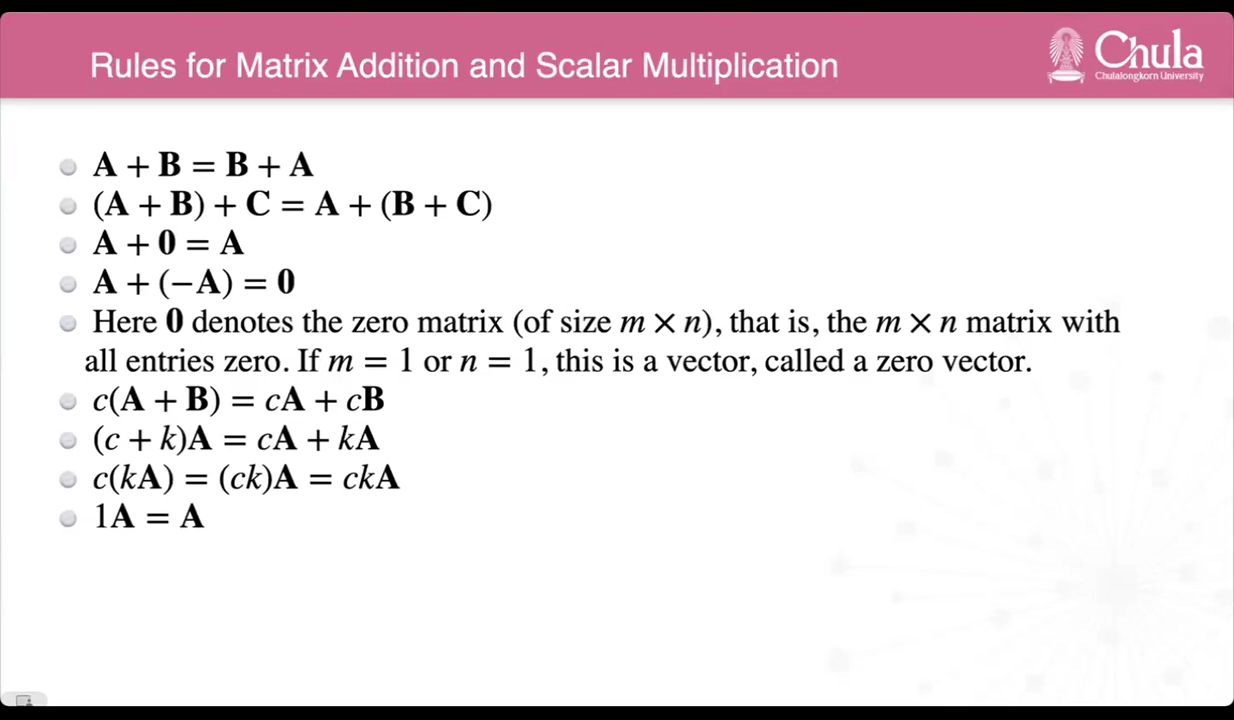 Rules for Matrix Addition and Scalar Multiplication
Chula
Chulalongkorn University
A + B = B + A
(A + B) + C = A + (B + C)
A + 0 = A
A + (−A) = 0
Here 0 denotes the zero matrix (of size m × n), that is, the m × n matrix with
all entries zero. If m = 1 or n = 1, this is a vector, called a zero vector.
c(A + B) = cA + cB
(c + k)A = cA + kA
c(kA) = (ck)A = ckA
1A = A